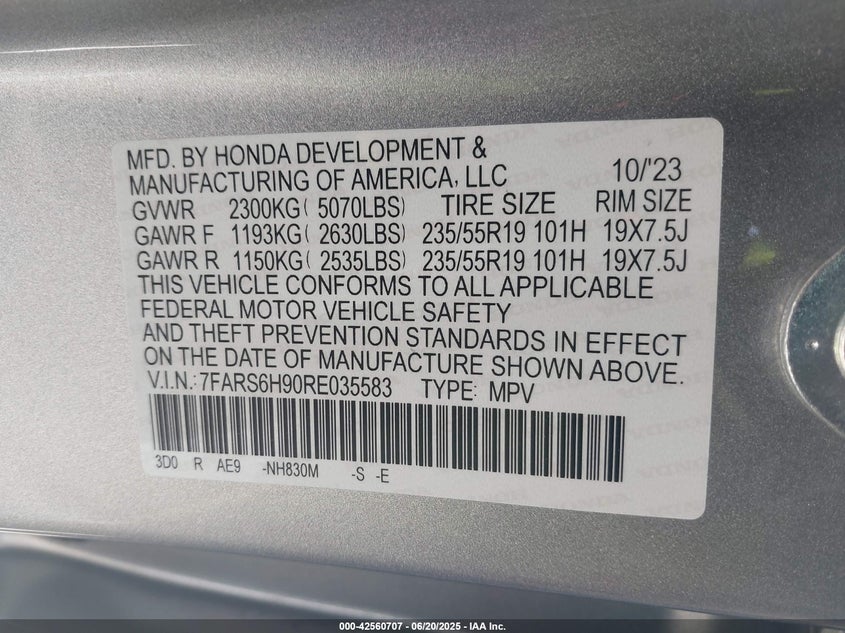 MFD. BY HONDA DEVELOPMENT &
MANUFACTURING OF AMERICA, LLC 10/'23
GVWR 2300KG( 5070LBS) TIRE SIZE RIM SIZE
GAWR F 1193KG( 2630LBS) 235/55R19 101H 19X7.5J
GAWR R 1150KG( 2535LBS) 235/55R19 101H 19X7.5J
THIS VEHICLE CONFORMS TO ALL APPLICABLE
FEDERAL MOTOR VEHICLE SAFETY
AND THEFT PREVENTION STANDARDS IN EFFECT
ON THE DATE OF MANUFACTURE SHOWN ABOVE.
V.I.N.:7FARS6H90RE035583 TYPE: MPV
3D0 R AE9 -NH830M -S -E
000-42560707 - 06/20/2025 - IAA Inc.